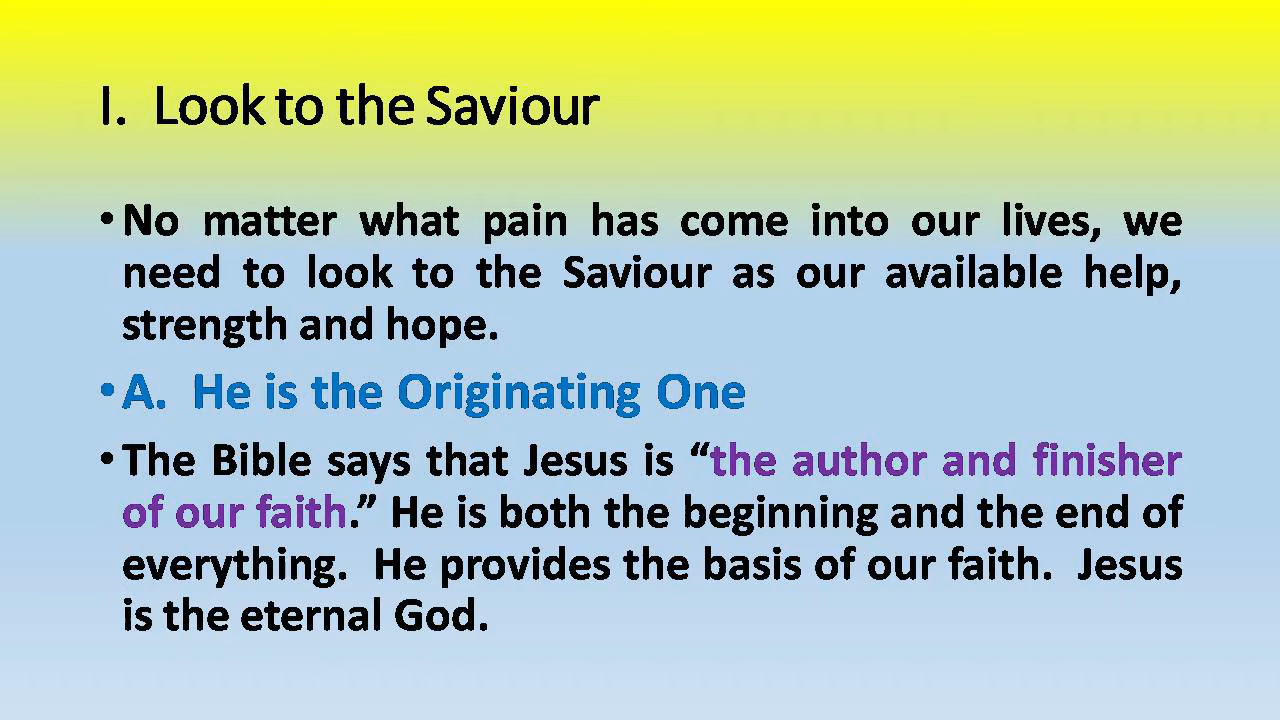 I. Look to the Saviour
• No matter what pain has come into our lives, we
need to look to the Saviour as our available help,
strength and hope.
• A. He is the Originating One
• The Bible says that Jesus is “the author and finisher
of our faith.” He is both the beginning and the end of
everything. He provides the basis of our faith. Jesus
is the eternal God.